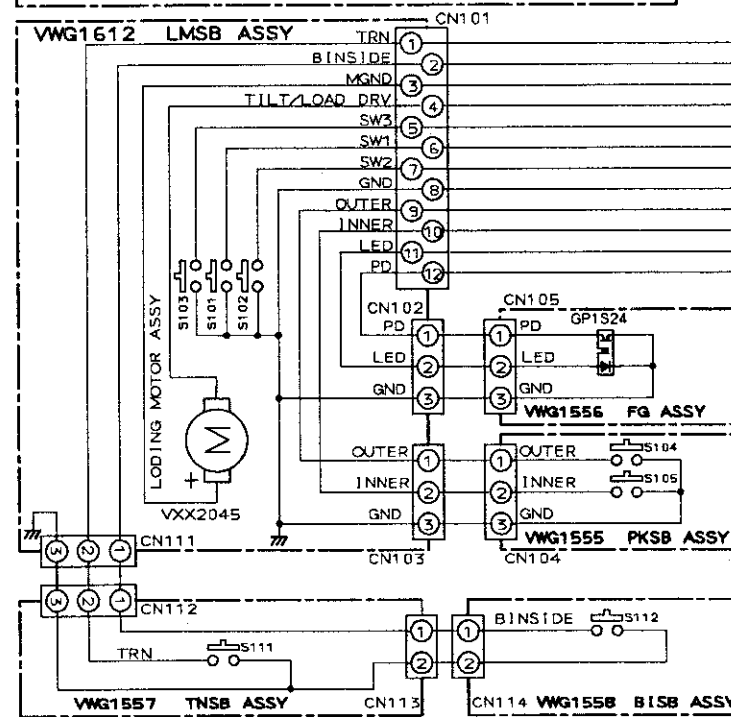 CN101
VWG1612 LMSB ASSY
TRN 1
BINSIDE 2
MGND 3
TILT/LOAD DRV 4
SW3 5
SW1 6
SW2 7
GND 8
OUTER 9
INNER 10
LED 11
PD 12
S103
S101
S102
LODING MOTOR ASSY
M
+
VXX2045
CN102
PD 1
LED 2
GND 3
CN105
GP1S24
1 PD
2 LED
3 GND
VWG1556 FG ASSY
OUTER 1
INNER 2
GND 3
CN103
1 OUTER
2 INNER
3 GND
S104
S105
VWG1555 PKSB ASSY
CN104
3 2 1 CN111
3 2 1 CN112
TRN
S111
VWG1557 TNSB ASSY
1
2
CN113
1
2
BINSIDE
S112
CN114 VWG1558 BISB ASSY